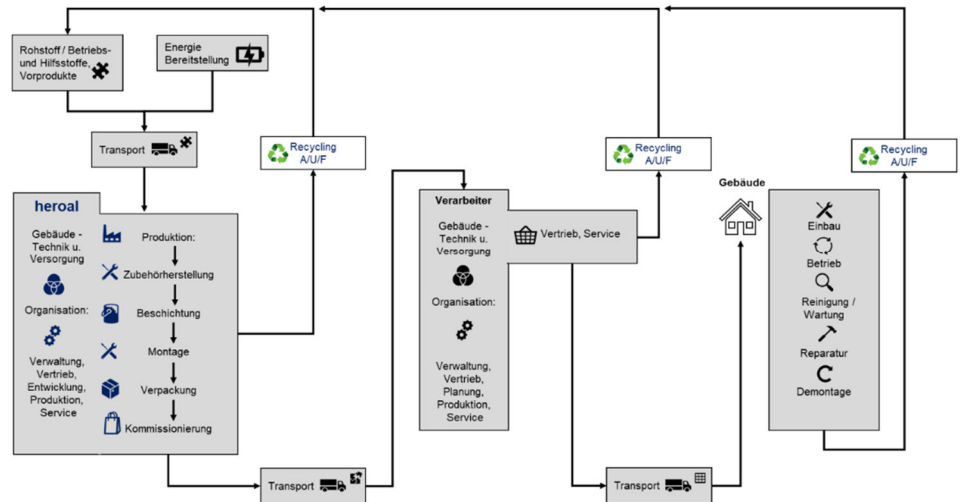 Rohstoff / Betriebs-
und Hilfsstoffe,
Vorprodukte
Energie
Bereitstellung
Transport
Recycling
A/U/F
Recycling
A/U/F
Recycling
A/U/F
heroal
Gebäude -
Technik u.
Versorgung
Organisation:
Verwaltung,
Vertrieb,
Entwicklung,
Produktion,
Service
Produktion:
Zubehörherstellung
Beschichtung
Montage
Verpackung
Kommissionierung
Transport
Verarbeiter
Gebäude -
Technik u.
Versorgung
Organisation:
Verwaltung,
Vertrieb,
Planung,
Produktion,
Service
Vertrieb, Service
Transport
Gebäude
Einbau
Betrieb
Reinigung /
Wartung
Reparatur
Demontage